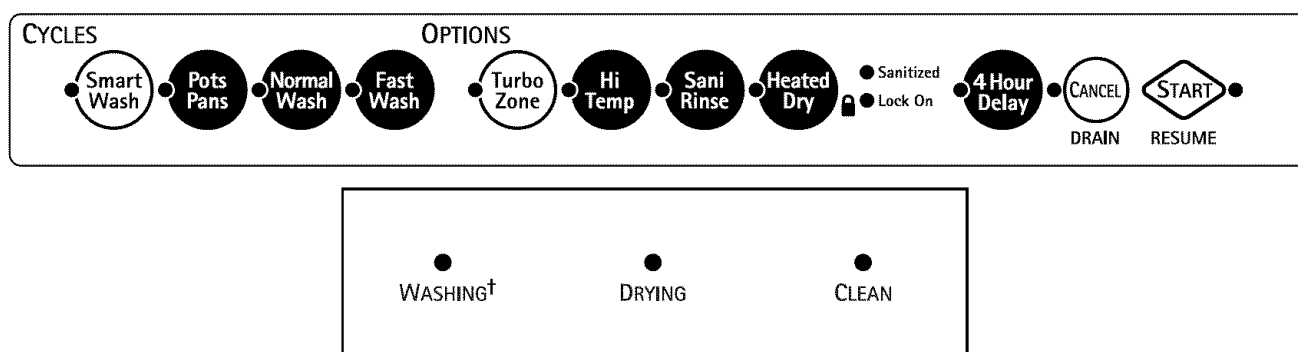 CYCLES
OPTIONS
Smart
Wash
Pots
Pans
Normal
Wash
Fast
Wash
Turbo
Zone
Hi
Temp
Sani
Rinse
Heated
Dry
Sanitized
Lock On
4 Hour
Delay
CANCEL
DRAIN
START
RESUME
WASHING†
DRYING
CLEAN